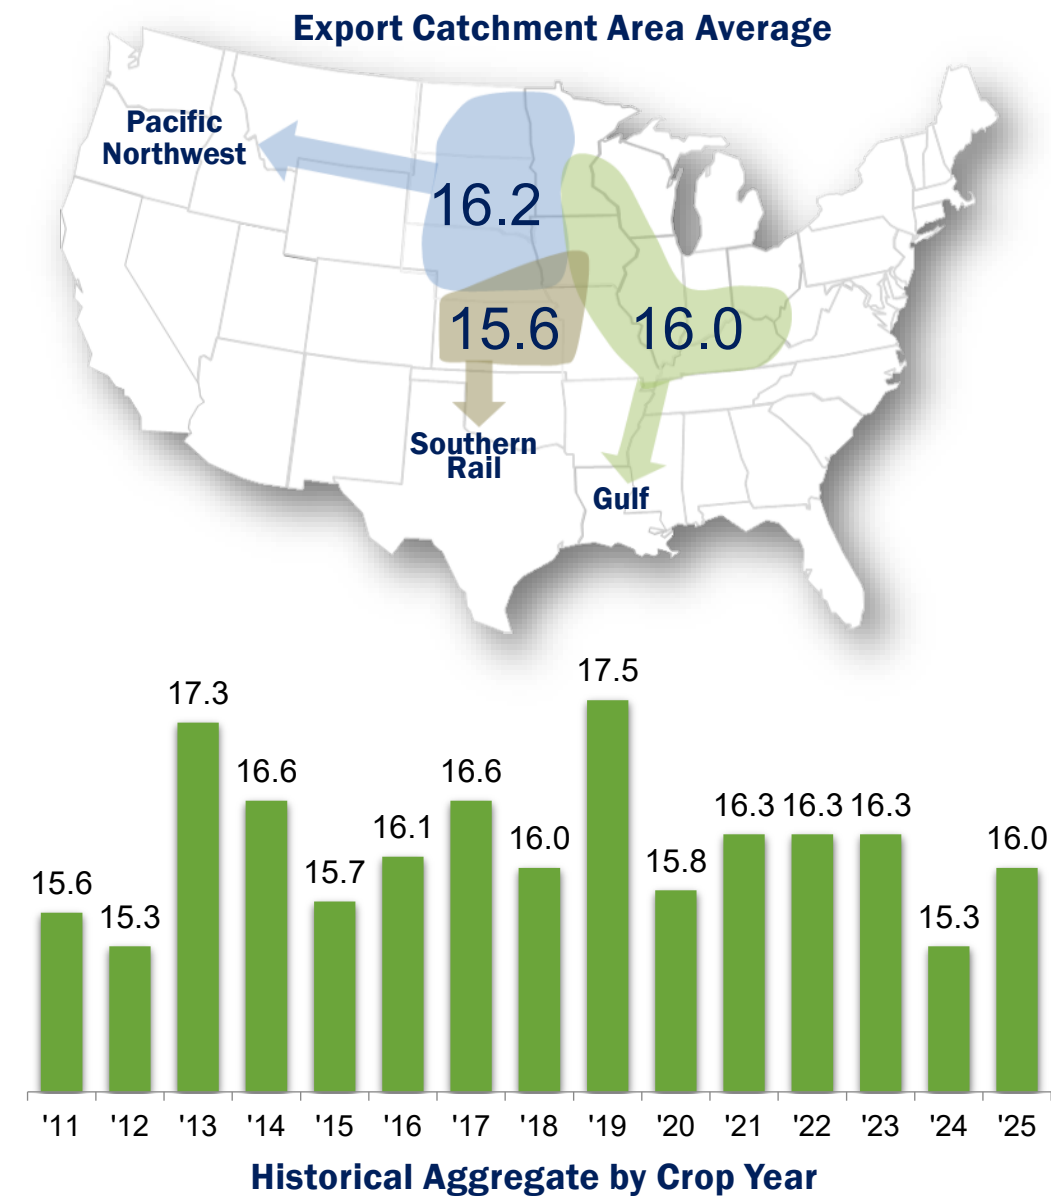 Export Catchment Area Average
Pacific
Northwest
16.2
15.6
16.0
Southern
Rail
Gulf
17.5
17.3
16.6
16.6
16.3 16.3 16.3
16.1
16.0
16.0
15.8
15.7
15.6
15.3
15.3
'11 '12 '13 '14 '15 '16 '17 '18 '19 '20 '21 '22 '23 '24 '25
Historical Aggregate by Crop Year